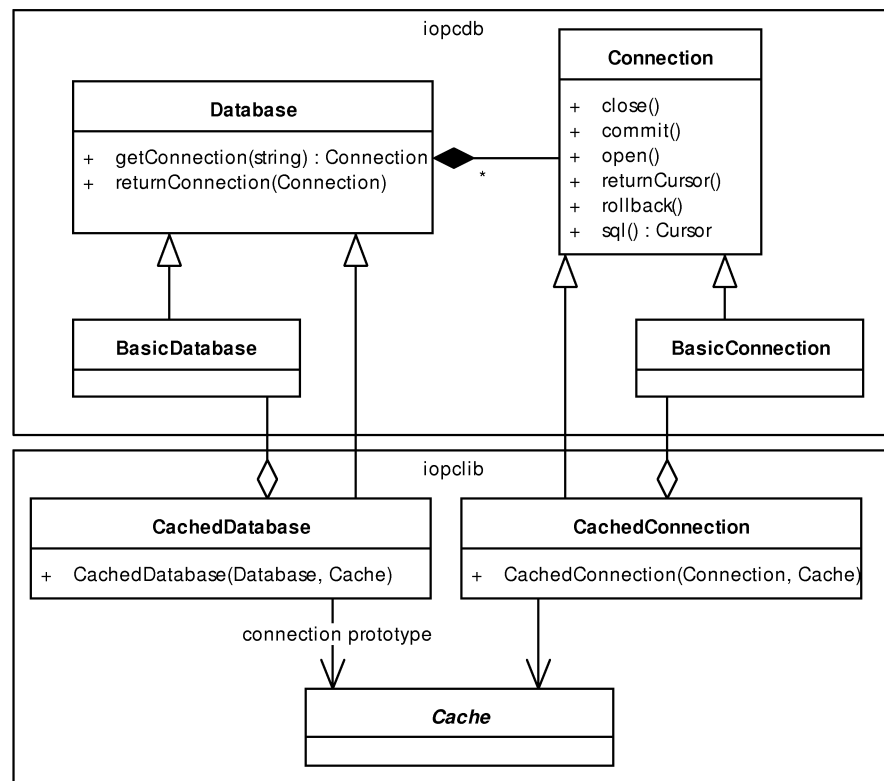 iopcdb
Connection
+ close()
+ commit()
+ open()
+ returnCursor()
+ rollback()
+ sql() : Cursor
Database
+ getConnection(string) : Connection
+ returnConnection(Connection)
*
BasicDatabase
BasicConnection
iopclib
CachedDatabase
+ CachedDatabase(Database, Cache)
CachedConnection
+ CachedConnection(Connection, Cache)
connection prototype
Cache